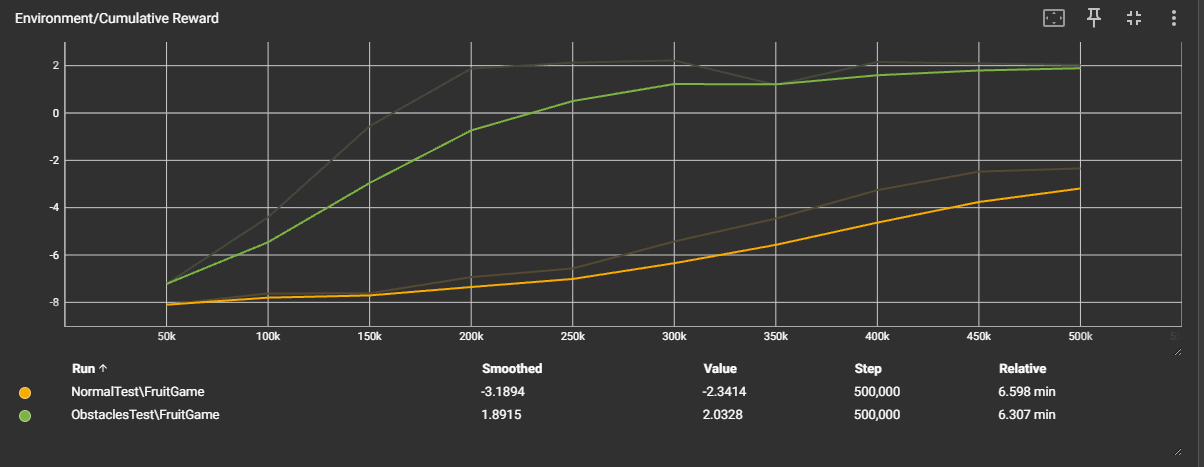 Environment/Cumulative Reward
2
0
-2
-4
-6
-8
50k 100k 150k 200k 250k 300k 350k 400k 450k 500k
Run ↑ Smoothed Value Step Relative
NormalTest\FruitGame -3.1894 -2.3414 500,000 6.598 min
ObstaclesTest\FruitGame 1.8915 2.0328 500,000 6.307 min